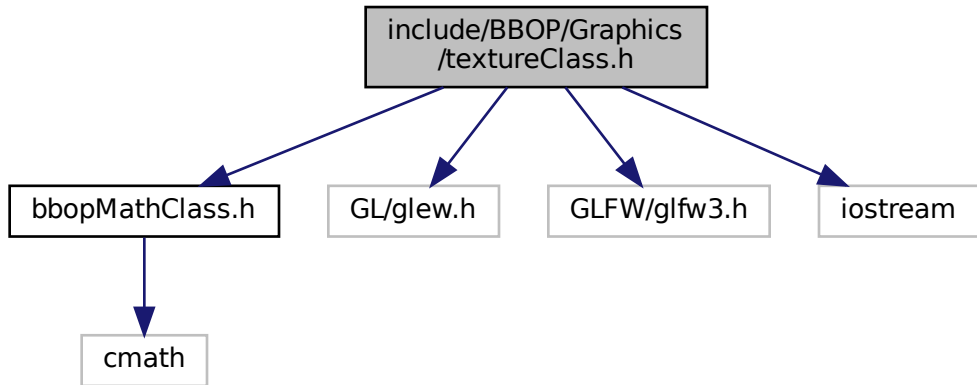 include/BBOP/Graphics
/textureClass.h
bbopMathClass.h
GL/glew.h
GLFW/glfw3.h
iostream
cmath